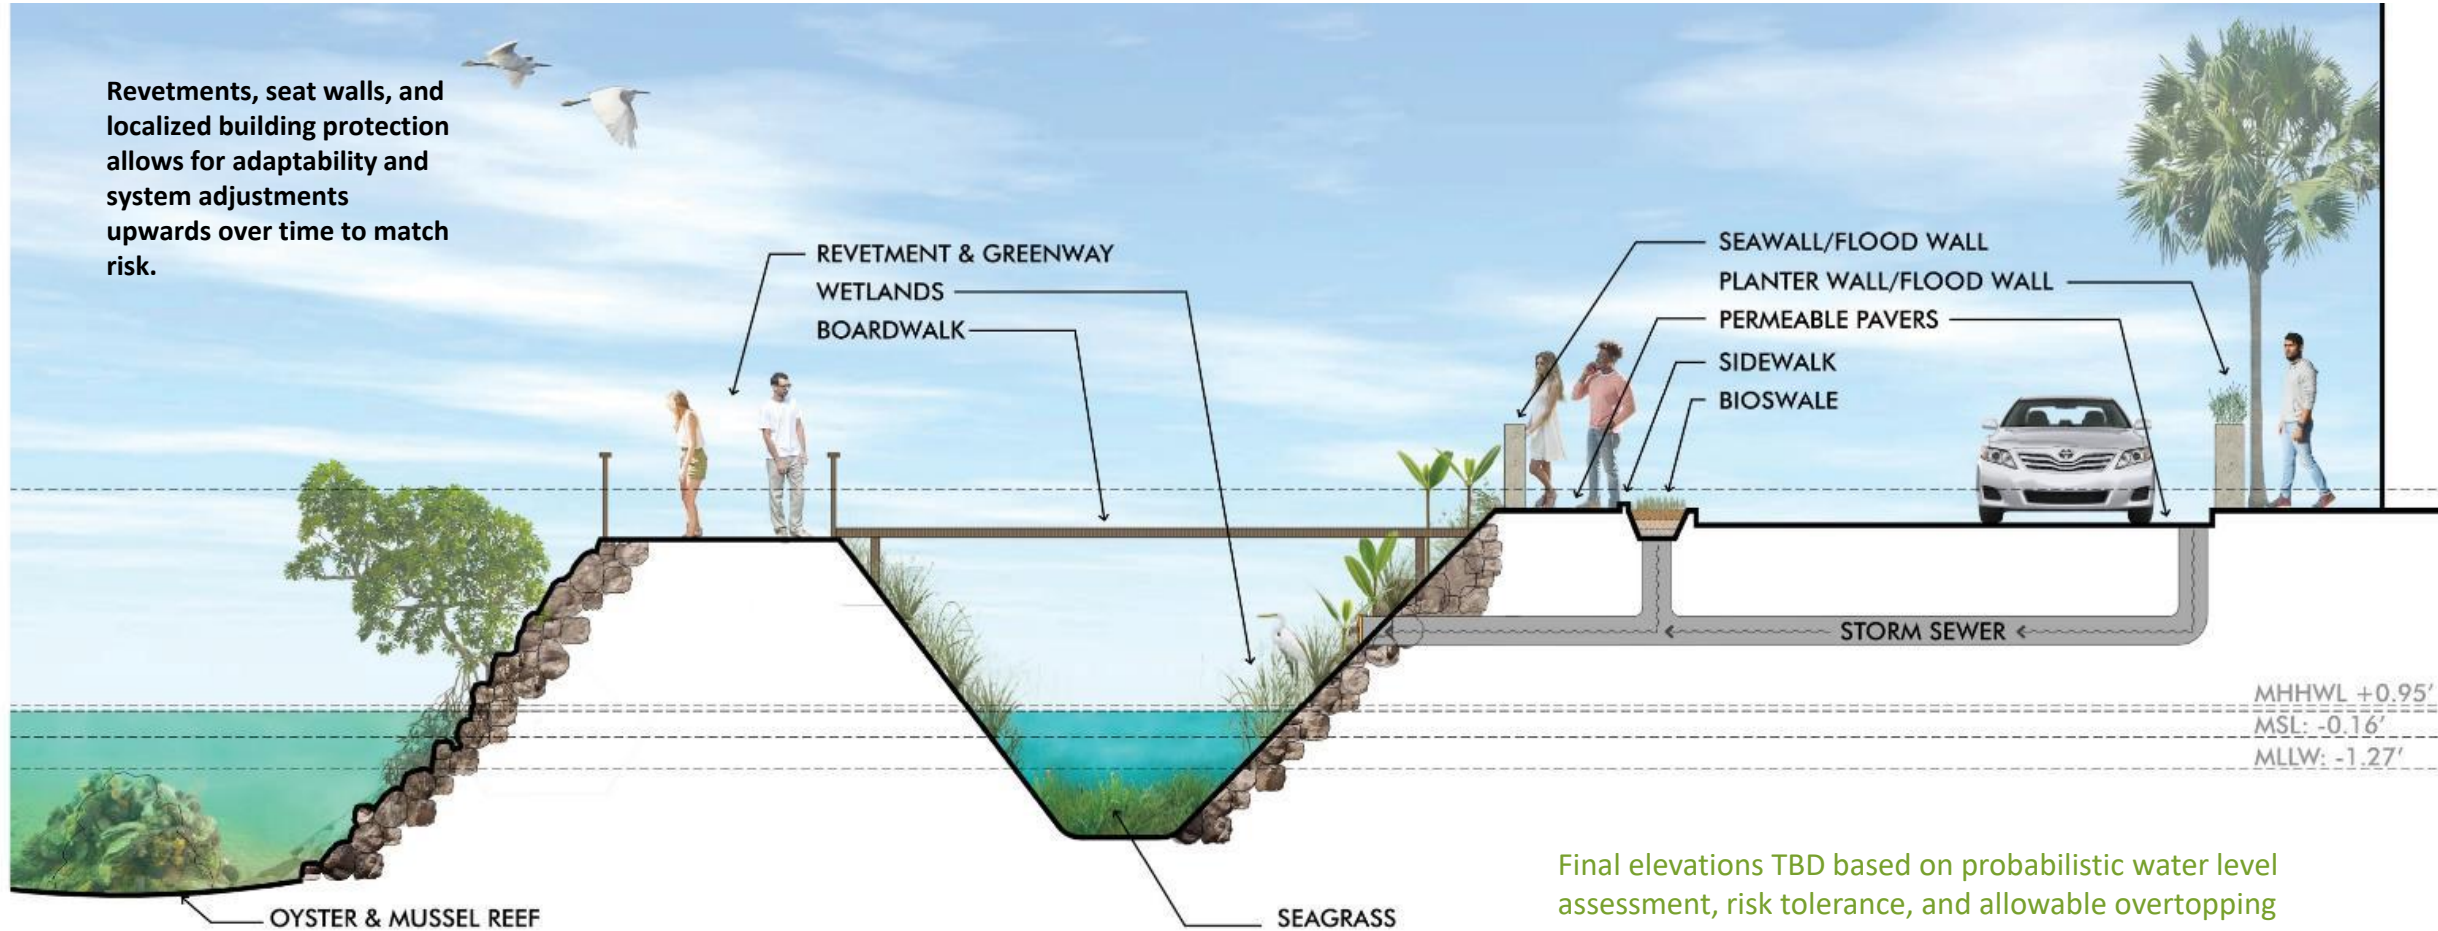 Revetments, seat walls, and
localized building protection
allows for adaptability and
system adjustments
upwards over time to match
risk.
REVETMENT & GREENWAY
WETLANDS
BOARDWALK
SEAWALL/FLOOD WALL
PLANTER WALL/FLOOD WALL
PERMEABLE PAVERS
SIDEWALK
BIOSWALE
STORM SEWER
MHHWL +0.95'
MSL: -0.16'
MLLW: -1.27'
Final elevations TBD based on probabilistic water level
assessment, risk tolerance, and allowable overtopping
OYSTER & MUSSEL REEF
SEAGRASS